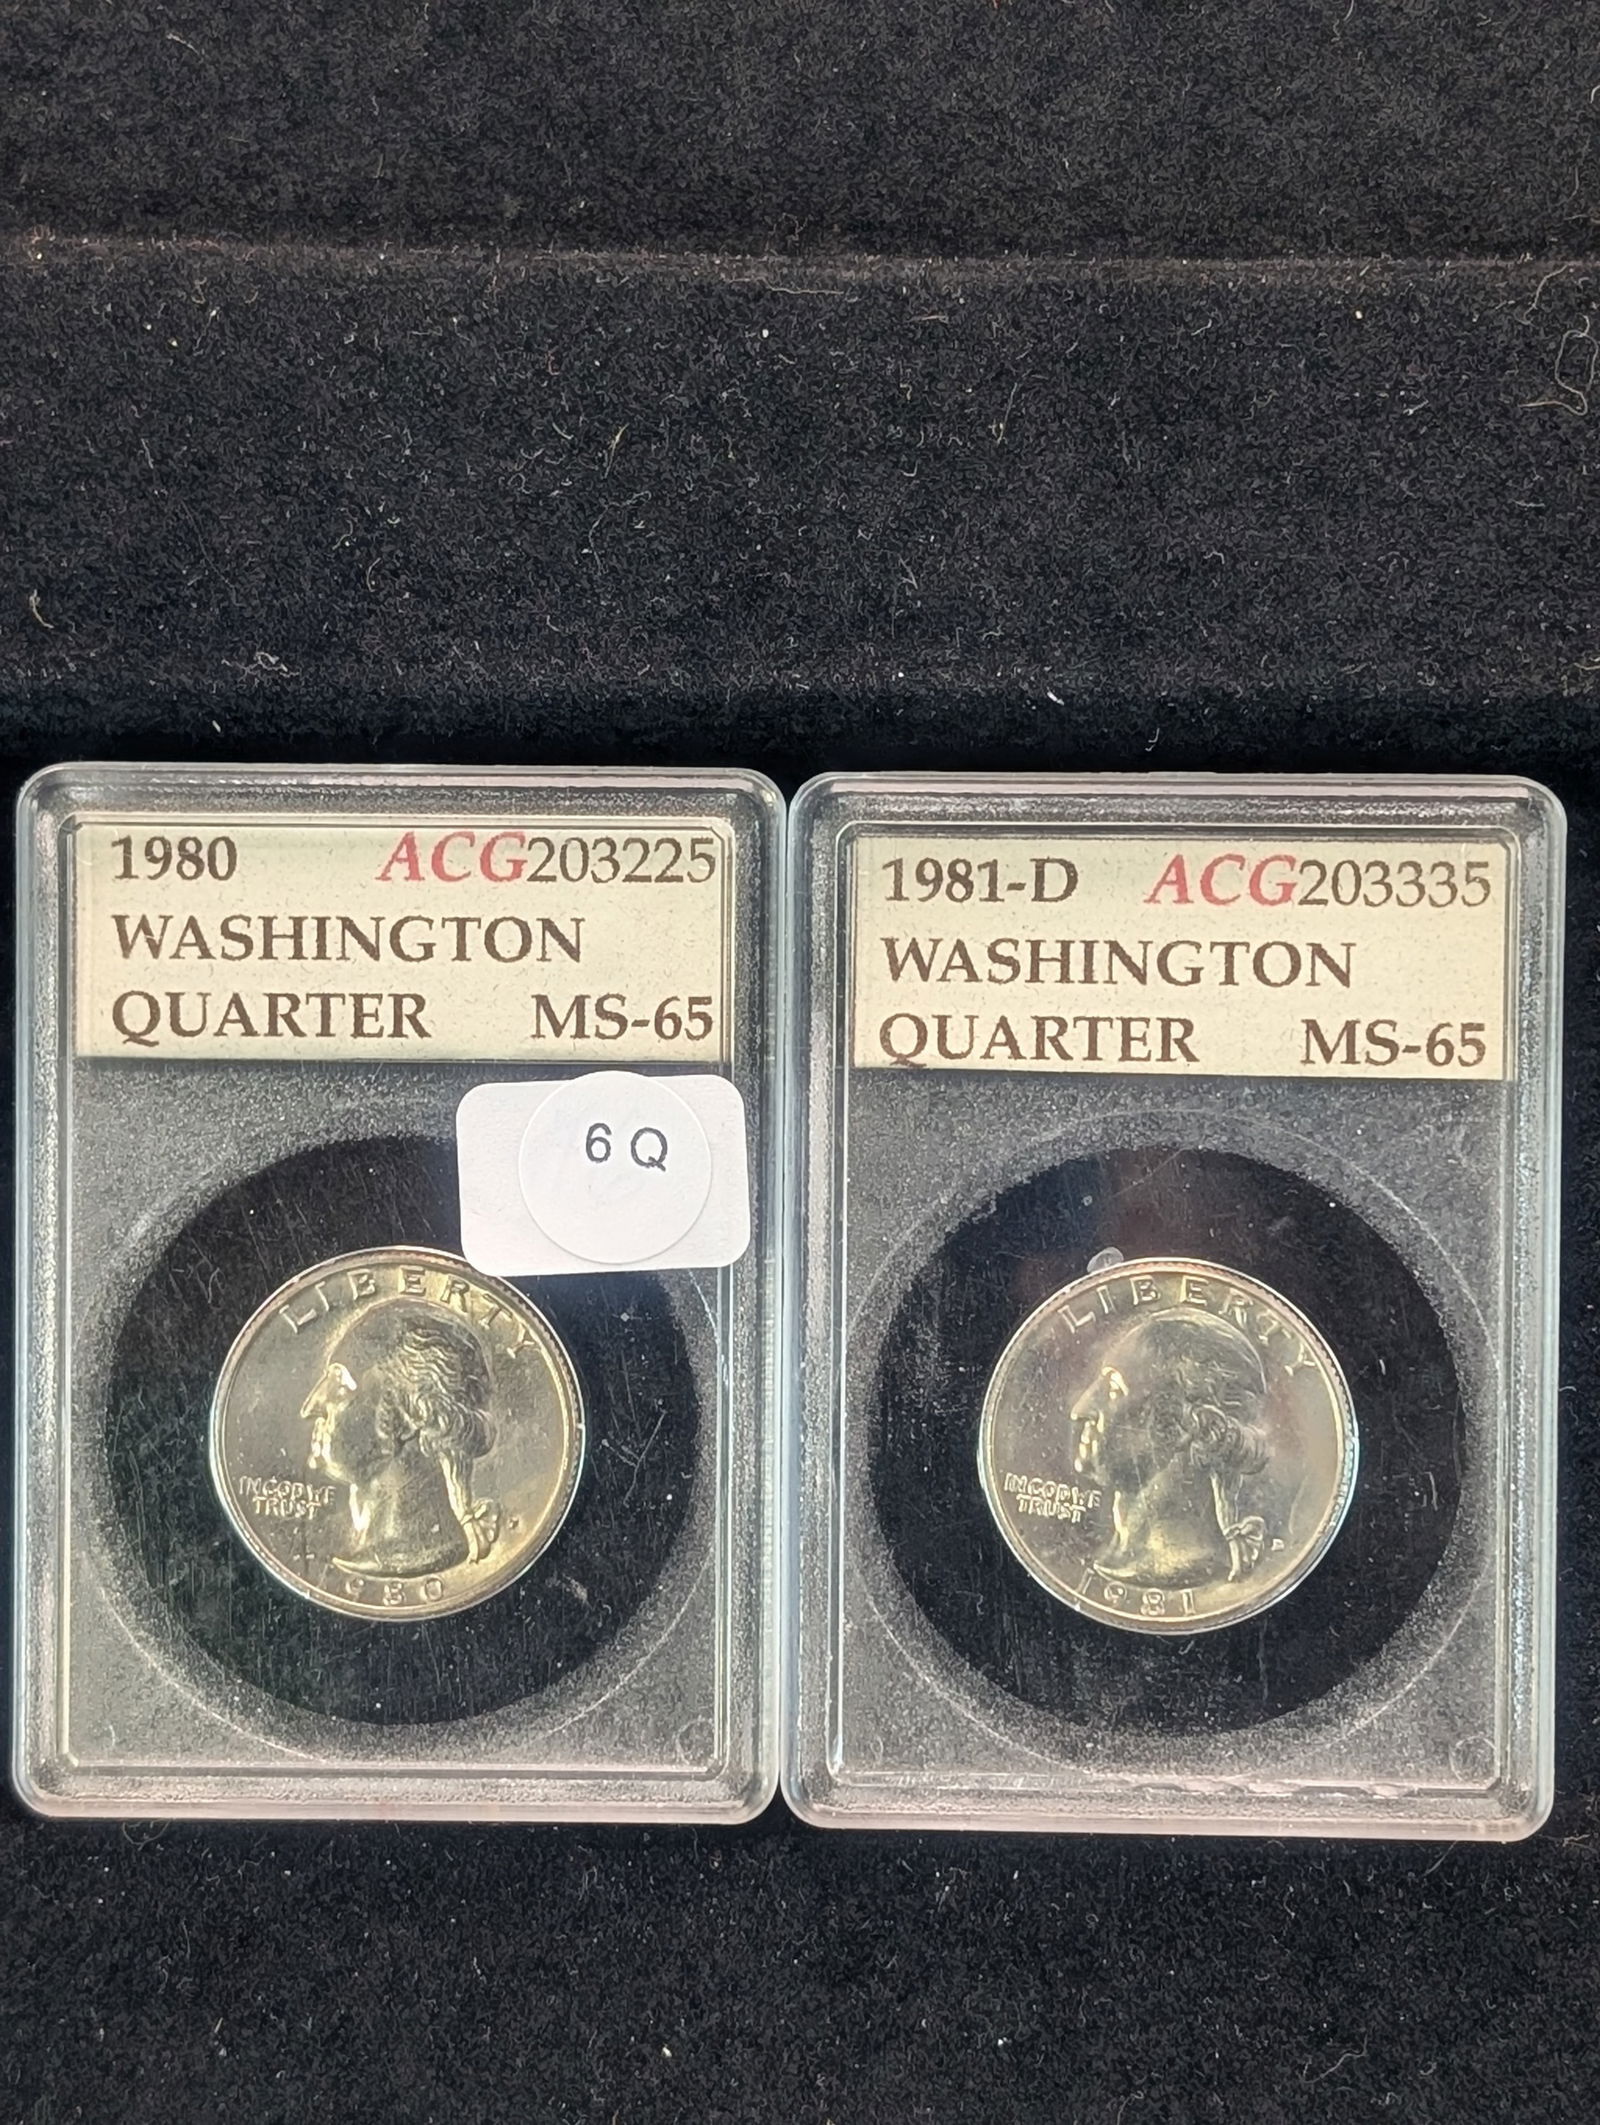 1980 ACG203225
WASHINGTON
QUARTER MS-65
6 Q
LIBERTY
IN GOD WE
TRUST
1980
1981-D ACG203335
WASHINGTON
QUARTER MS-65
LIBERTY
IN GOD WE
TRUST
1981